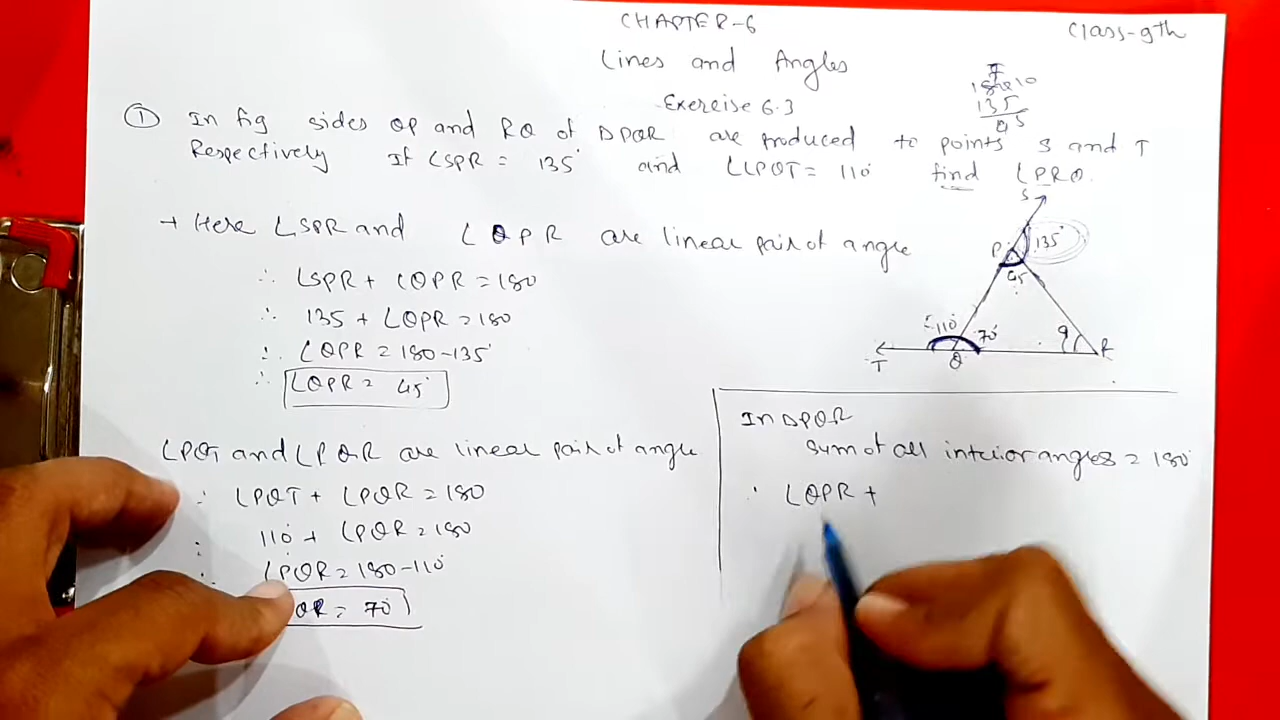 CHAPTER-6
Class-9th
Lines and Angles
Exercise 6.3
① In fig sides QP and RQ of ΔPQR are produced to points S and T
Respectively If ∠SPR = 135° and ∠∠PQT = 110° find ∠PRQ.
135
→ Here ∠SPR and ∠QPR are linear pair of angle
∴ ∠SPR + ∠QPR = 180
∴ 135 + ∠QPR = 180
∴ ∠QPR = 180-135°
∴ ∠QPR = 45°
S
P
135°
45
110°
70°
T
Q
R
∠PQT and ∠PQR are linear pair of angle
∴ ∠PQT + ∠PQR = 180
∴ 110° + ∠PQR = 180
∴ ∠PQR = 180-110°
QR = 70°
In ΔPQR
Sum of all interior angles = 180°
∴ ∠QPR +